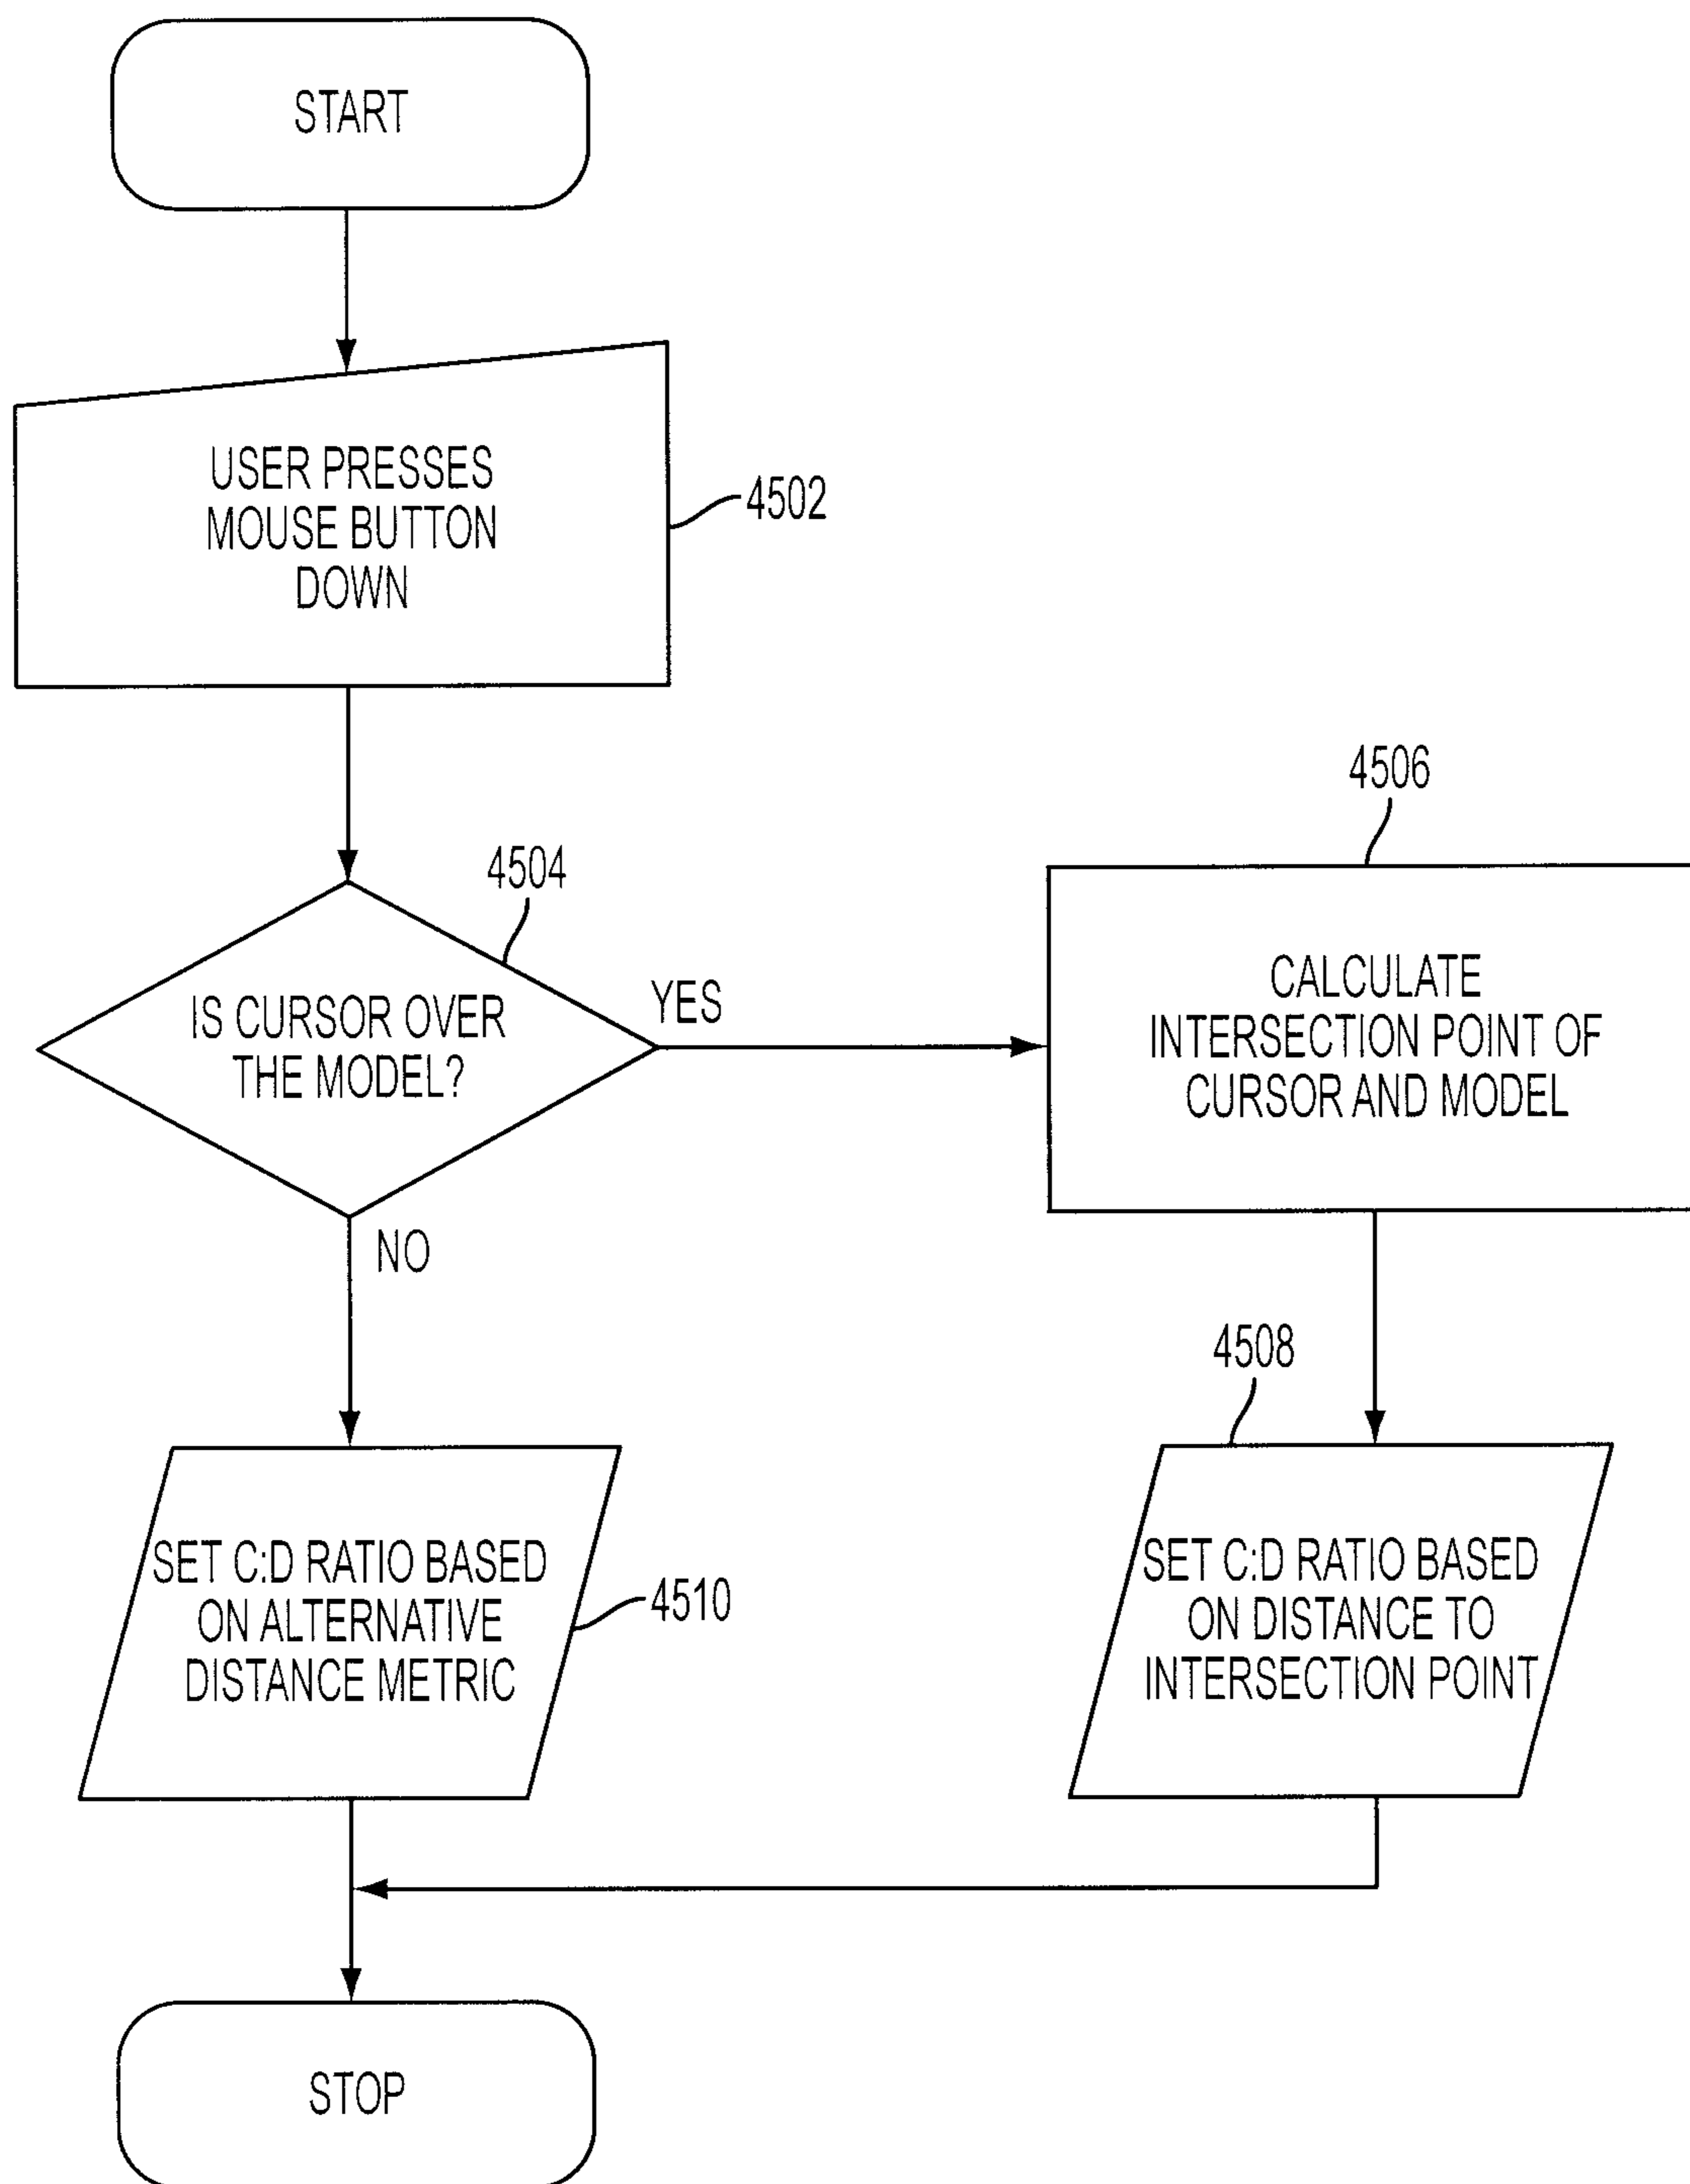 START
USER PRESSES
MOUSE BUTTON
DOWN
4502
4504
IS CURSOR OVER
THE MODEL?
YES
NO
4506
CALCULATE
INTERSECTION POINT OF
CURSOR AND MODEL
4508
SET C:D RATIO BASED
ON DISTANCE TO
INTERSECTION POINT
SET C:D RATIO BASED
ON ALTERNATIVE
DISTANCE METRIC
4510
STOP